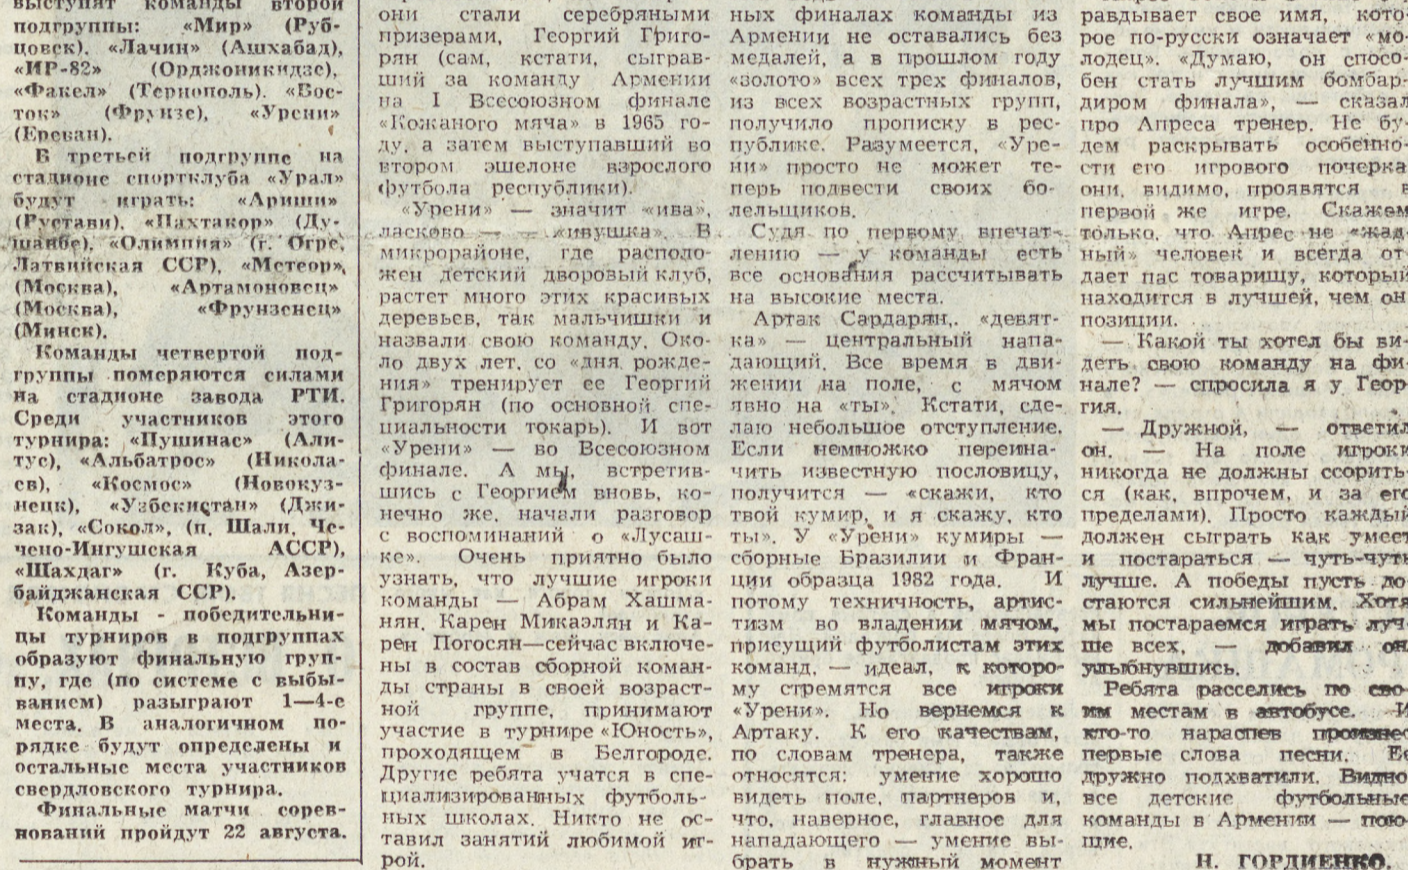 выступят команды второй
подгруппы: «Мир» (Руб-
цовск), «Лачин» (Ашхабад),
«ИР-82» (Орджоникидзе),
«Факел» (Тернополь). «Вос-
ток» (Фрунзе), «Урени»
(Ереван).
В третьей подгруппе на
стадионе спортклуба «Урал»
будут играть: «Ариши»
(Рустави), «Пахтакор» (Ду-
шанбе), «Олимпия» (г. Огре,
Латвийская ССР), «Метеор»
(Москва), «Артамоновец»
(Москва), «Фрунзенец»
(Минск).
Команды четвертой под-
группы померяются силами
на стадионе завода РТИ.
Среди участников этого
турнира: «Пушинас» (Али-
тус), «Альбатрос» (Никола-
ев), «Космос» (Новокуз-
нецк), «Узбекистан» (Джи-
зак), «Сокол», (п. Шали, Че-
чено-Ингушская АССР),
«Шахдаг» (г. Куба, Азер-
байджанская ССР).
Команды - победительни-
цы турниров в подгруппах
образуют финальную груп-
пу, где (по системе с выбы-
ванием) разыграют 1—4-е
места. В аналогичном по-
рядке будут определены и
остальные места участников
свердловского турнира.
Финальные матчи сорев-
нований пройдут 22 августа.
они стали серебряными
призерами, Георгий Григо-
рян (сам, кстати, сыграв-
ший за команду Армении
на I Всесоюзном финале
«Кожаного мяча» в 1965 го-
ду, а затем выступавший во
втором эшелоне взрослого
футбола республики).
«Урени» — значит «ива»,
ласково — «ивушка». В
микрорайоне, где располо-
жен детский дворовый клуб,
растет много этих красивых
деревьев, так мальчишки и
назвали свою команду. Око-
ло двух лет, со «дня рожде-
ния» тренирует ее Георгий
Григорян (по основной спе-
циальности токарь). И вот
«Урени» — во Всесоюзном
финале. А мы, встретив-
шись с Георгием вновь, ко-
нечно же, начали разговор
с воспоминаний о «Лусаш-
ке». Очень приятно было
узнать, что лучшие игроки
команды — Абрам Хашма-
нян, Карен Микаэлян и Ка-
рен Погосян—сейчас включе-
ны в состав сборной коман-
ды страны в своей возраст-
ной группе, принимают
участие в турнире «Юность»,
проходящем в Белгороде.
Другие ребята учатся в спе-
циализированных футболь-
ных школах. Никто не ос-
тавил занятий любимой иг-
рой.
ных финалах команды из
Армении не оставались без
медалей, а в прошлом году
«золото» всех трех финалов,
из всех возрастных групп,
получило прописку в рес-
публике. Разумеется, «Уре-
ни» просто не может те-
перь подвести своих бо-
лельщиков.
Судя по первому впечат-
лению — у команды есть
все основания рассчитывать
на высокие места.
Артак Сардарян,. «девят-
ка» — центральный напа-
дающий. Все время в дви-
жении на поле, с мячом
явно на «ты». Кстати, сде-
лаю небольшое отступление.
Если немножко переина-
чить известную пословицу,
получится — «скажи, кто
твой кумир, и я скажу, кто
ты». У «Урени» кумиры —
сборные Бразилии и Фран-
ции образца 1982 года. И
потому техничность, артис-
тизм во владении мячом,
присущий футболистам этих
команд, — идеал, к которо-
му стремятся все игроки
«Урени». Но вернемся к
Артаку. К его качествам,
по словам тренера, также
относятся: умение хорошо
видеть поле, партнеров и,
что, наверное, главное для
нападающего — умение вы-
брать в нужный момент
равдывает свое имя, кото-
рое по-русски означает «мо-
лодец». «Думаю, он спосо-
бен стать лучшим бомбар-
диром финала», — сказал
про Апреса тренер. Не бу-
дем раскрывать особенно-
сти его игрового почерка
они, видимо, проявятся в
первой же игре. Скажем
только, что Апрес не «жад-
ный» человек и всегда от-
дает пас товарищу, который
находится в лучшей, чем он
позиции.
— Какой ты хотел бы ви-
деть свою команду на фи-
нале? — спросила я у Геор-
гия.
— Дружной, — ответил
он. — На поле игроки
никогда не должны ссорить-
ся (как, впрочем, и за его
пределами). Просто каждый
должен сыграть как умеет
и постараться — чуть-чуть
лучше. А победы пусть до-
стаются сильнейшим. Хотя
мы постараемся играть луч-
ше всех, — добавил он
улыбнувшись.
Ребята расселись по сво-
им местам в автобусе. И
кто-то нараспев произнес
первые слова песни. Ее
дружно подхватили. Видно
все детские футбольные
команды в Армении — пою-
щие.
Н. ГОРДИЕНКО.